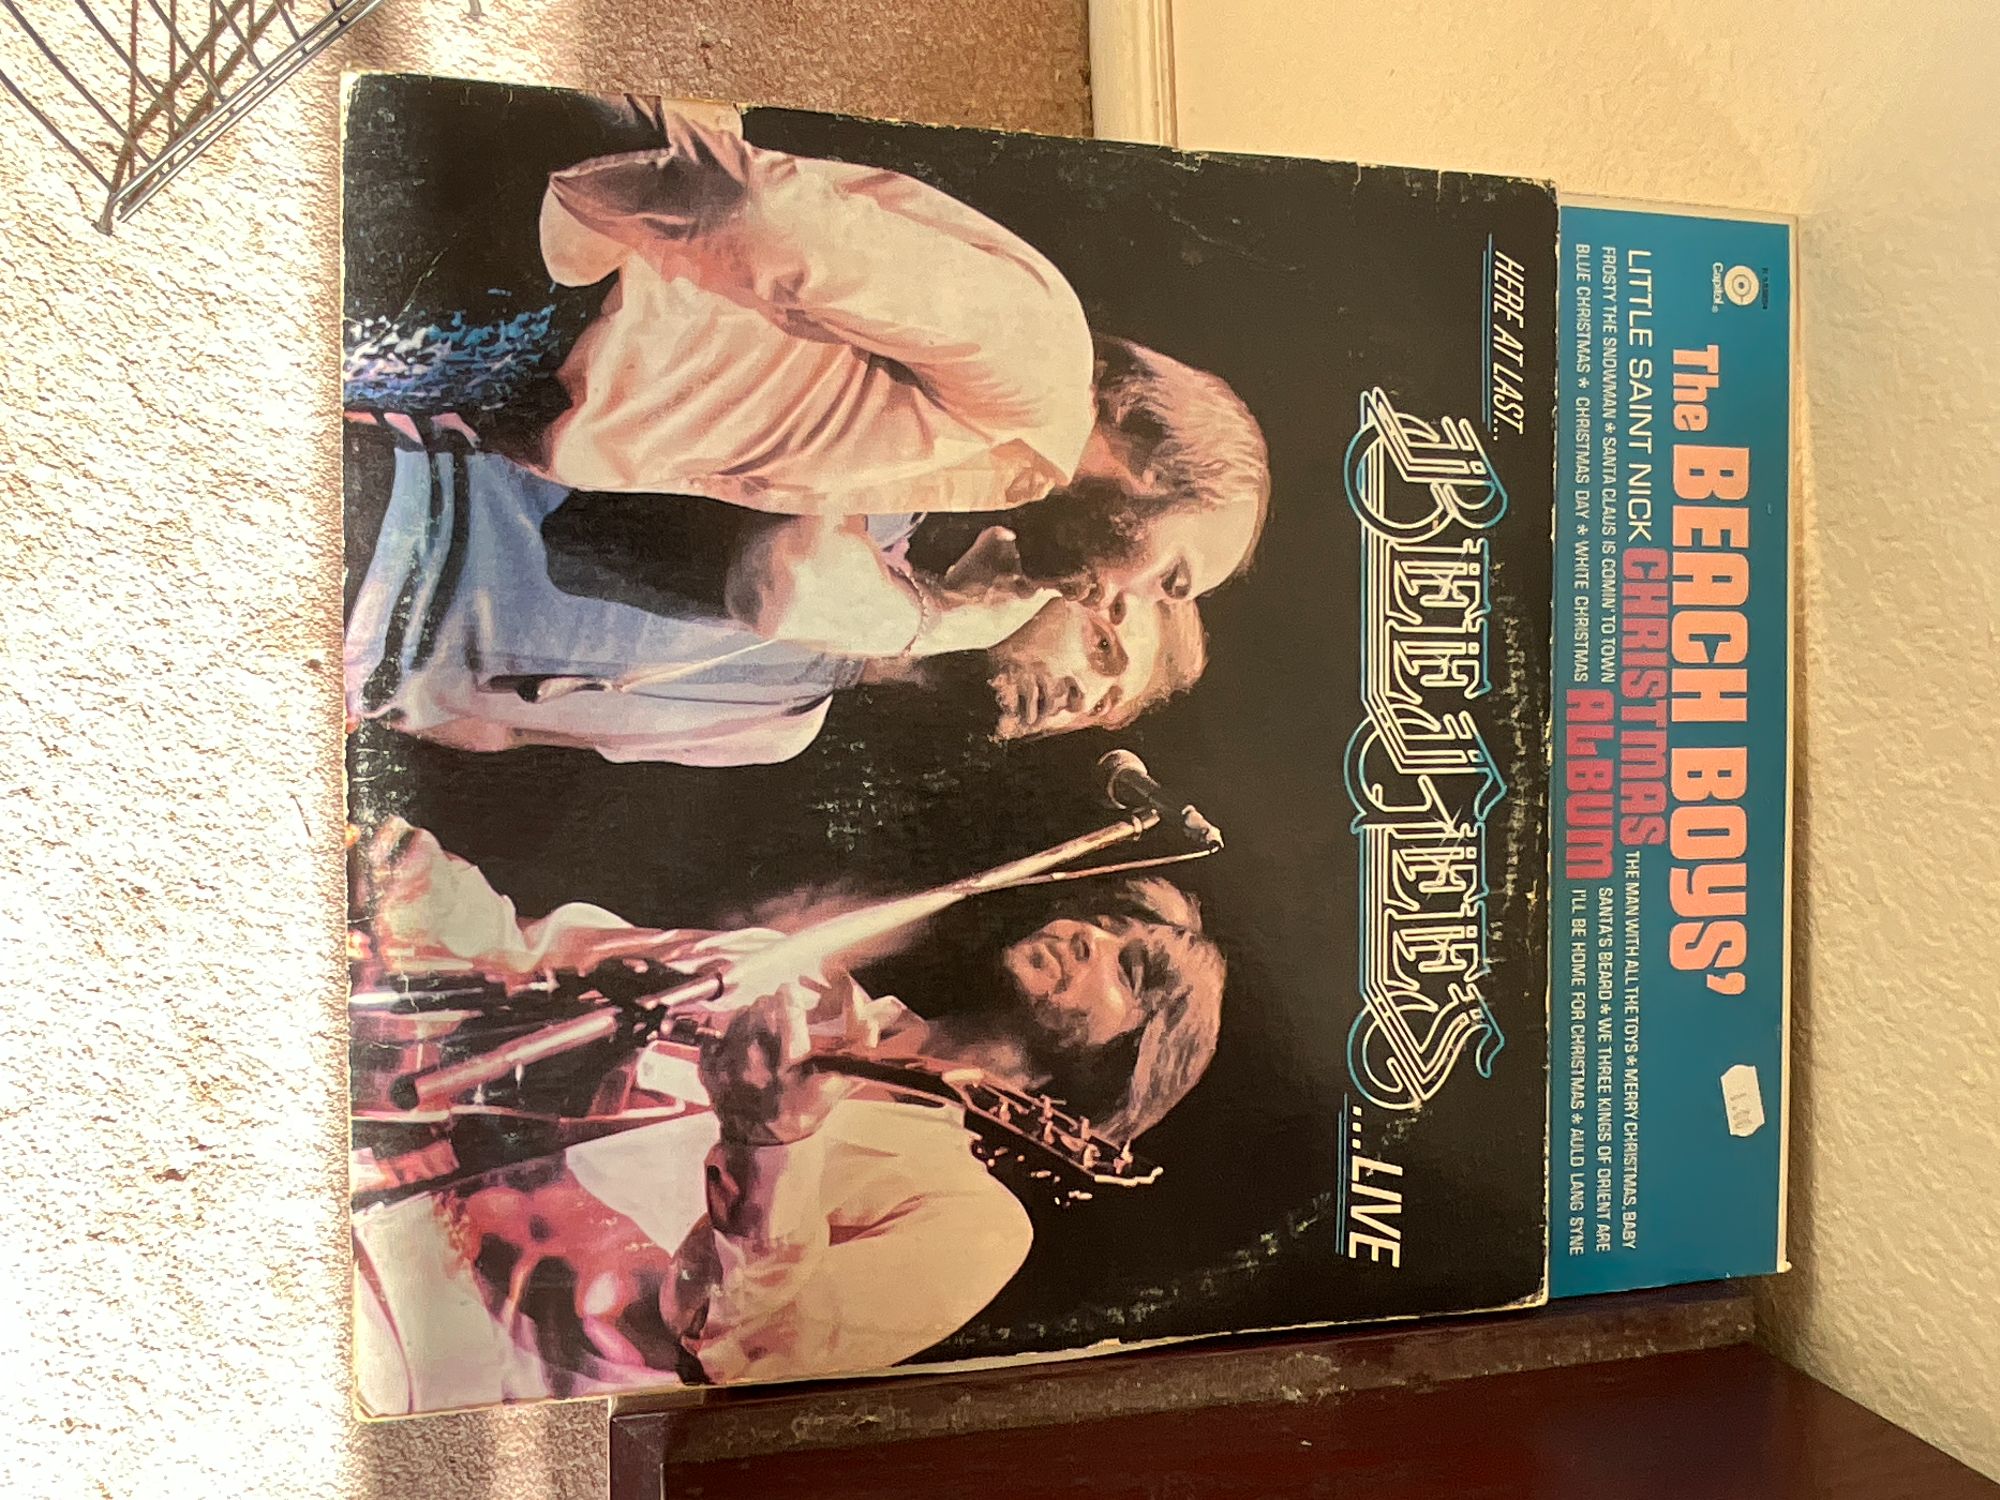 Capitol®
The BEACH BOYS'
LITTLE SAINT NICK CHRISTMAS THE MAN WITH ALL THE TOYS * MERRY CHRISTMAS, BABY
FROSTY THE SNOWMAN * SANTA CLAUS IS COMIN' TO TOWN ALBUM SANTA'S BEARD * WE THREE KINGS OF ORIENT ARE
BLUE CHRISTMAS * CHRISTMAS DAY * WHITE CHRISTMAS I'LL BE HOME FOR CHRISTMAS * AULD LANG SYNE
HERE AT LAST...
BEE GEES
...LIVE